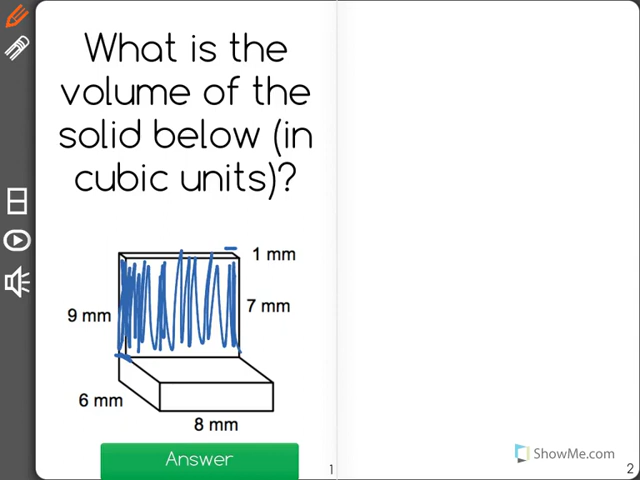 What is the
volume of the
solid below (in
cubic units)?
1 mm
9 mm
7 mm
6 mm
8 mm
Answer
1
ShowMe.com
2